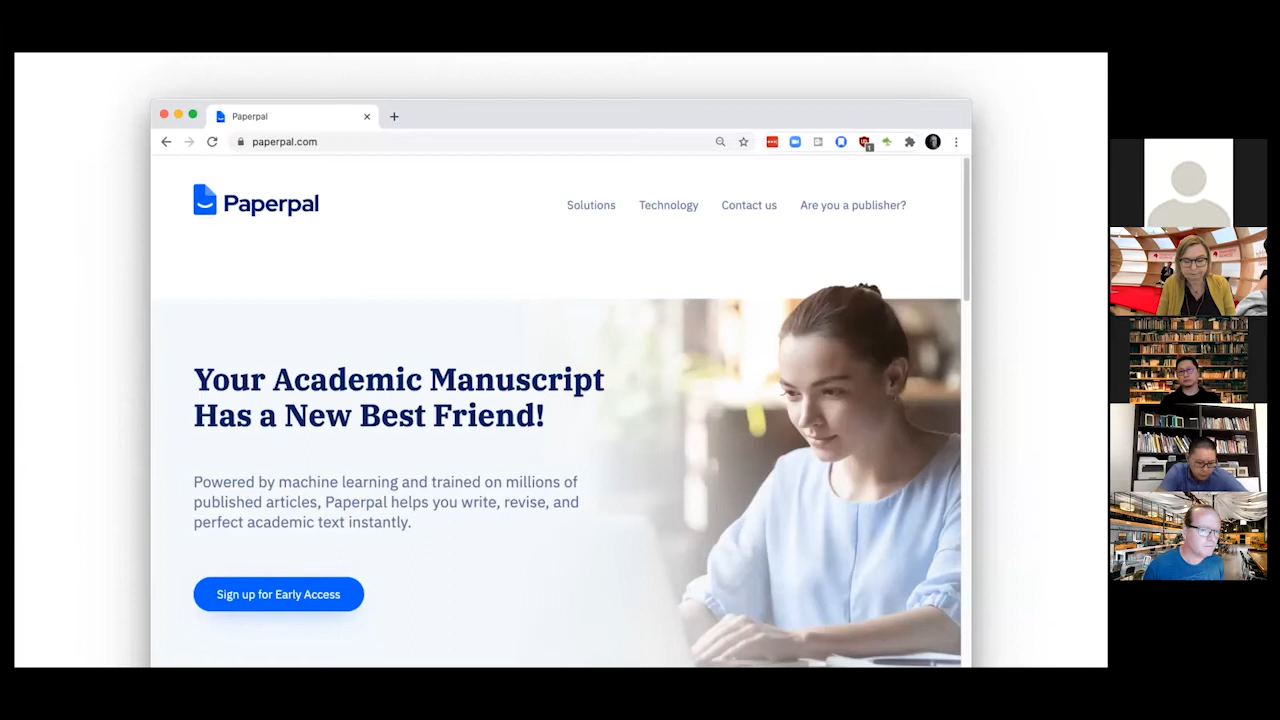 Paperpal
paperpal.com
Paperpal
Solutions
Technology
Contact us
Are you a publisher?
Your Academic Manuscript
Has a New Best Friend!
Powered by machine learning and trained on millions of
published articles, Paperpal helps you write, revise, and
perfect academic text instantly.
Sign up for Early Access